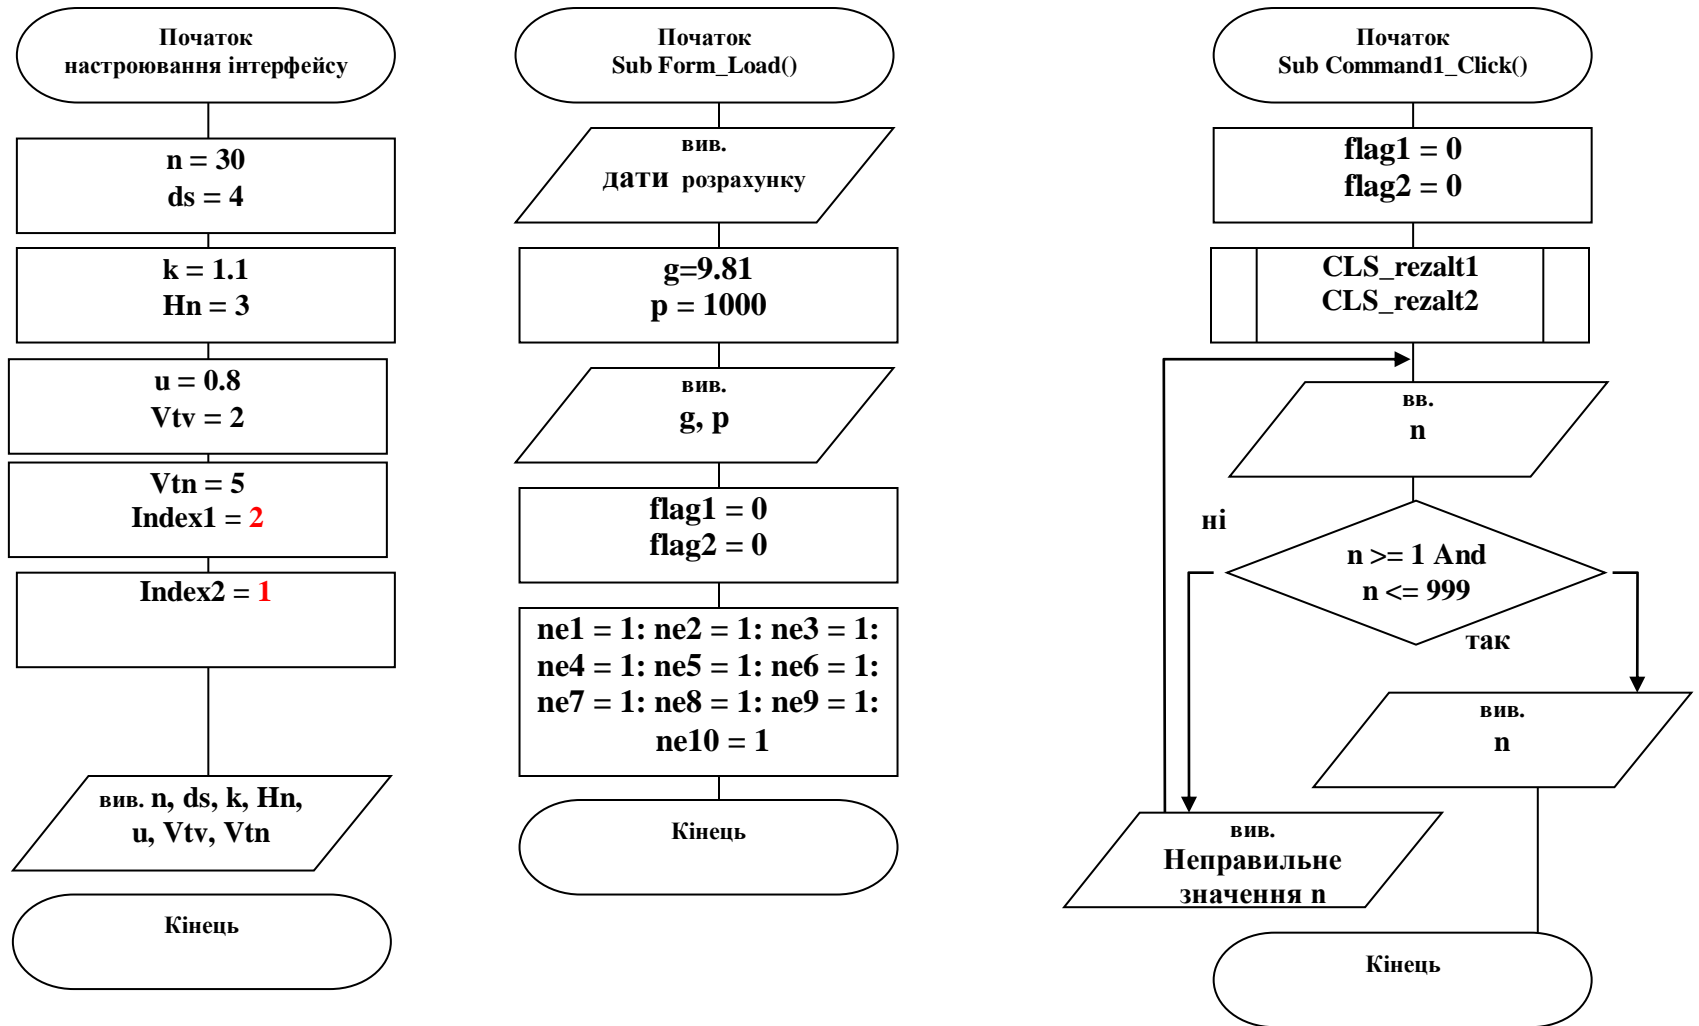 Початок
настроювання інтерфейсу
n = 30
ds = 4
k = 1.1
Hn = 3
u = 0.8
Vtv = 2
Vtn = 5
Index1 = 2
Index2 = 1
вив. n, ds, k, Hn,
u, Vtv, Vtn
Кінець
Початок
Sub Form_Load()
вив.
дати розрахунку
g=9.81
p = 1000
вив.
g, p
flag1 = 0
flag2 = 0
ne1 = 1: ne2 = 1: ne3 = 1:
ne4 = 1: ne5 = 1: ne6 = 1:
ne7 = 1: ne8 = 1: ne9 = 1:
ne10 = 1
Кінець
Початок
Sub Command1_Click()
flag1 = 0
flag2 = 0
CLS_rezalt1
CLS_rezalt2
вв.
n
ні
n >= 1 And
n <= 999
так
вив.
n
вив.
Неправильне
значення n
Кінець